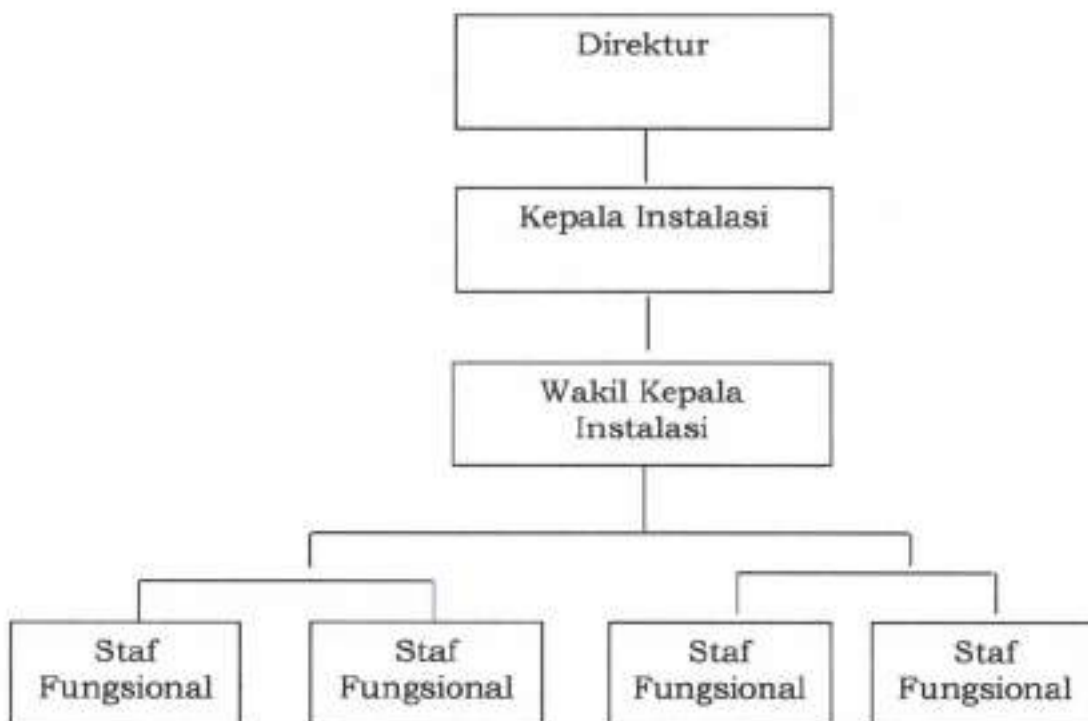 Direktur
Kepala Instalasi
Wakil Kepala
Instalasi
Staf
Fungsional
Staf
Fungsional
Staf
Fungsional
Staf
Fungsional